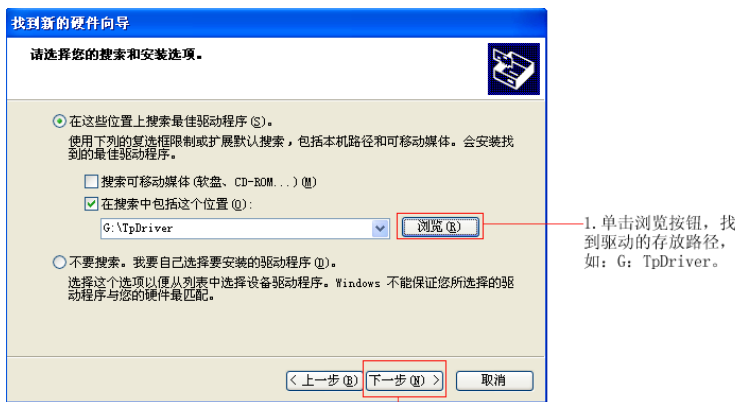 找到新的硬件向导
请选择您的搜索和安装选项。
在这些位置上搜索最佳驱动程序(S)。
使用下列的复选框限制或扩展默认搜索，包括本机路径和可移动媒体。会安装找
到的最佳驱动程序。
搜索可移动媒体(软盘、CD-ROM...)(M)
在搜索中包括这个位置(O):
G:\TpDriver
浏览(R)
1.单击浏览按钮，找
到驱动的存放路径，
如：G：TpDriver。
不要搜索。我要自己选择要安装的驱动程序(D)。
选择这个选项以便从列表中选择设备驱动程序。Windows 不能保证您所选择的驱
动程序与您的硬件最匹配。
< 上一步(B) 下一步(N) > 取消